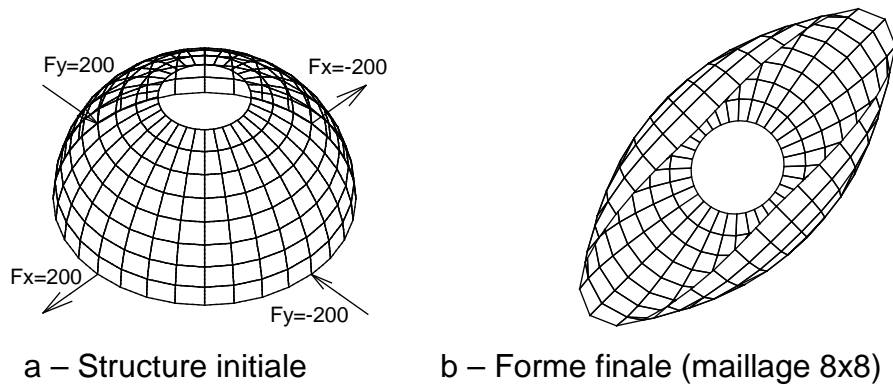 Fy=200
Fx=-200
Fx=200
Fy=-200
a – Structure initiale
b – Forme finale (maillage 8x8)